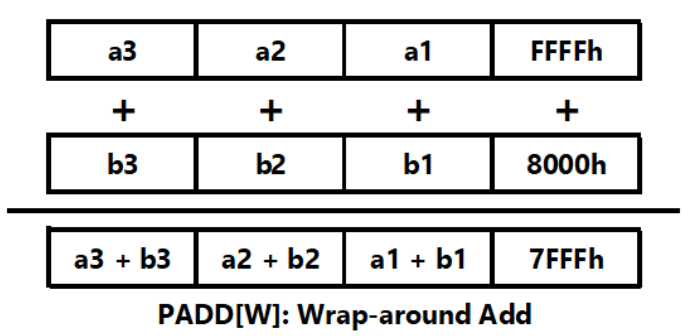 a3 a2 a1 FFFFh
+ + + +
b3 b2 b1 8000h
a3 + b3 a2 + b2 a1 + b1 7FFFh
PADD[W]: Wrap-around Add